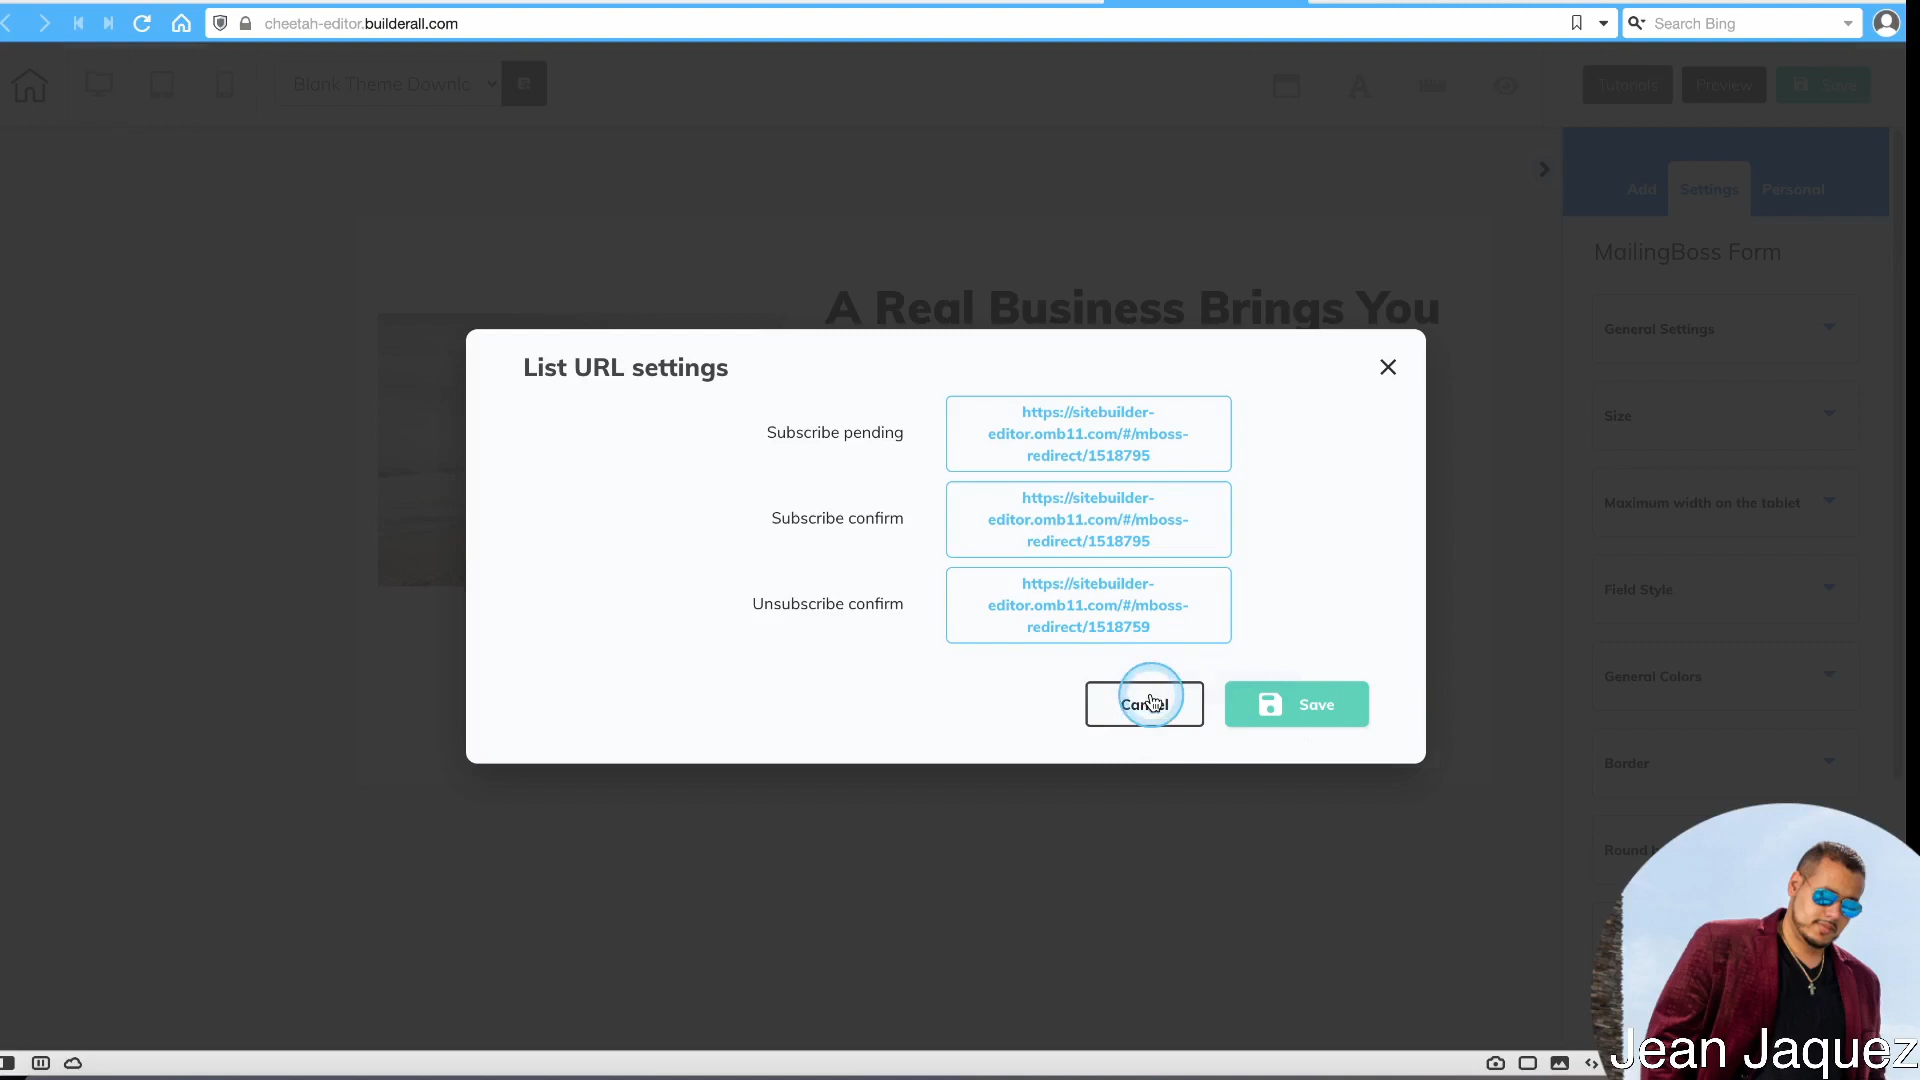 cheetah-editor.builderall.com
Search Bing
Blank Theme Downlc
Tutorials
Preview
Save
Add
Settings
Personal
MailingBoss Form
A Real Business Brings You
General Settings
List URL settings
https://sitebuilder-
editor.omb11.com/#/mboss-
redirect/1518795
Subscribe pending
Size
https://sitebuilder-
editor.omb11.com/#/mboss-
redirect/1518795
Subscribe confirm
Maximum width on the tablet
https://sitebuilder-
editor.omb11.com/#/mboss-
redirect/1518759
Unsubscribe confirm
Field Style
General Colors
Cancel
Save
Border
Round
Jean Jaquez